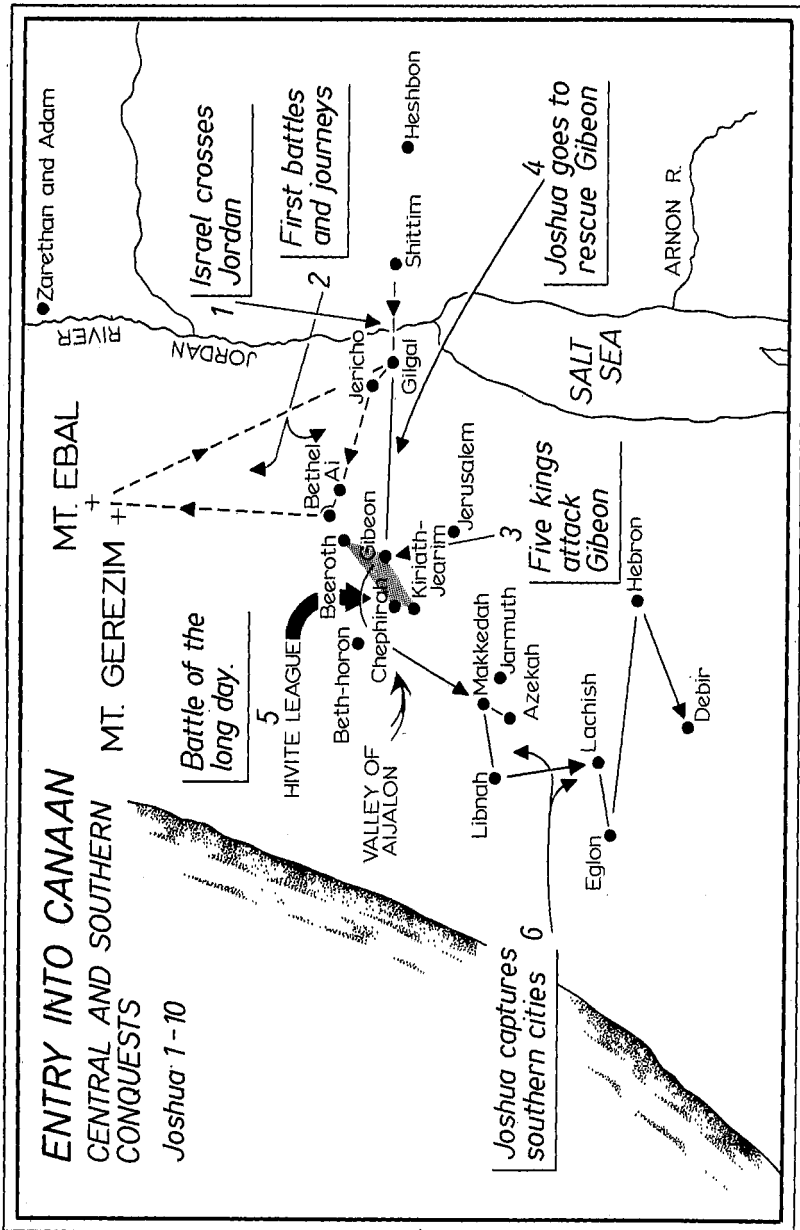 ENTRY INTO CANAAN
CENTRAL AND SOUTHERN
CONQUESTS
Joshua 1-10
MT. EBAL
MT. GEREZIM
Zarethan and Adam
RIVER
JORDAN
1
Israel crosses
Jordan
2
First battles
and journeys
Battle of the
long day.
5
HIVITE LEAGUE
Bethel
Ai
Jericho
Gilgal
Shittim
Heshbon
Beeroth
Gibeon
Beth-horon
Chephirah
Kiriath-
Jearim
Jerusalem
VALLEY OF
AIJALON
4
Joshua goes to
rescue Gibeon
3
Five kings
attack
Gibeon
Makkedah
Jarmuth
Azekah
Libnah
Lachish
Eglon
Hebron
Debir
SALT
SEA
ARNON R.
Joshua captures
southern cities
6